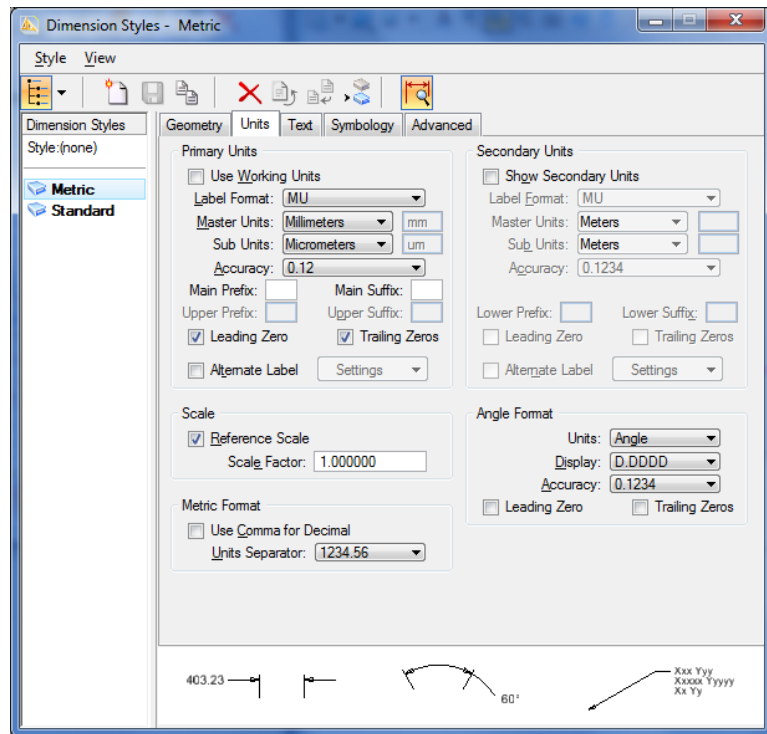 Dimension Styles - Metric
Style View
Dimension Styles
Style:(none)
Metric
Standard
Geometry Units Text Symbology Advanced
Primary Units
Use Working Units
Label Format: MU
Master Units: Millimeters mm
Sub Units: Micrometers um
Accuracy: 0.12
Main Prefix: Main Suffix:
Upper Prefix: Upper Suffix:
Leading Zero Trailing Zeros
Alternate Label Settings
Secondary Units
Show Secondary Units
Label Format: MU
Master Units: Meters
Sub Units: Meters
Accuracy: 0.1234
Lower Prefix: Lower Suffix:
Leading Zero Trailing Zeros
Alternate Label Settings
Scale
Reference Scale
Scale Factor: 1.000000
Angle Format
Units: Angle
Display: D.DDDD
Accuracy: 0.1234
Leading Zero Trailing Zeros
Metric Format
Use Comma for Decimal
Units Separator: 1234.56
403.23
60°
Xxx Yyy
Xxxxx Yyyyy
Xx Yy